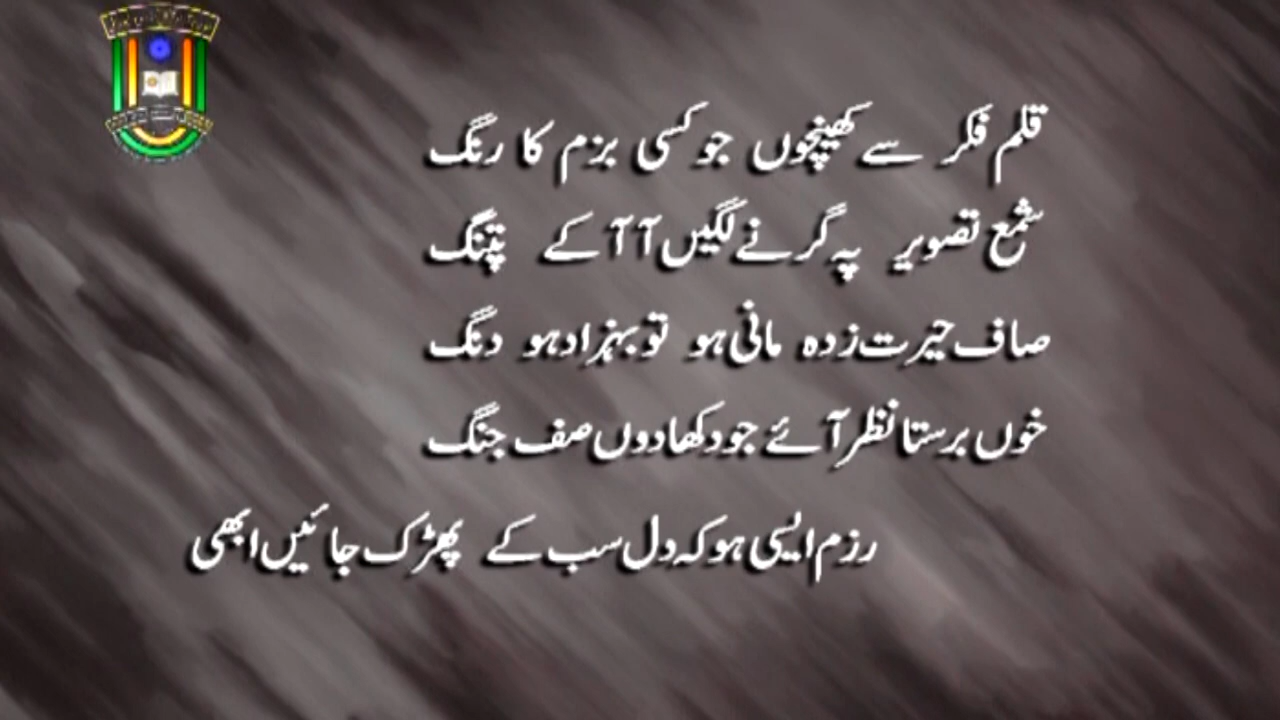 قلم فکر سے کھینچوں جو کسی بزم کا رنگ
شمع تصویر پہ گرنے لگیں آ آ کے پتنگ
صاف حیرت زدہ مانی ہو تو بہزاد ہو دنگ
خوں برستا نظر آئے جو دکھا دوں صف جنگ
رزم ایسی ہو کہ دل سب کے پھڑک جائیں ابھی